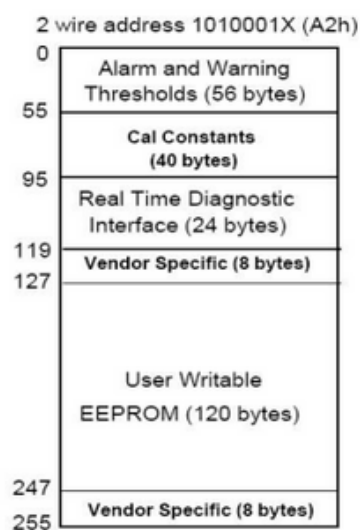 2 wire address 1010001X (A2h)
0
Alarm and Warning
Thresholds (56 bytes)
55
Cal Constants
(40 bytes)
95
Real Time Diagnostic
Interface (24 bytes)
119
Vendor Specific (8 bytes)
127
User Writable
EEPROM (120 bytes)
247
Vendor Specific (8 bytes)
255